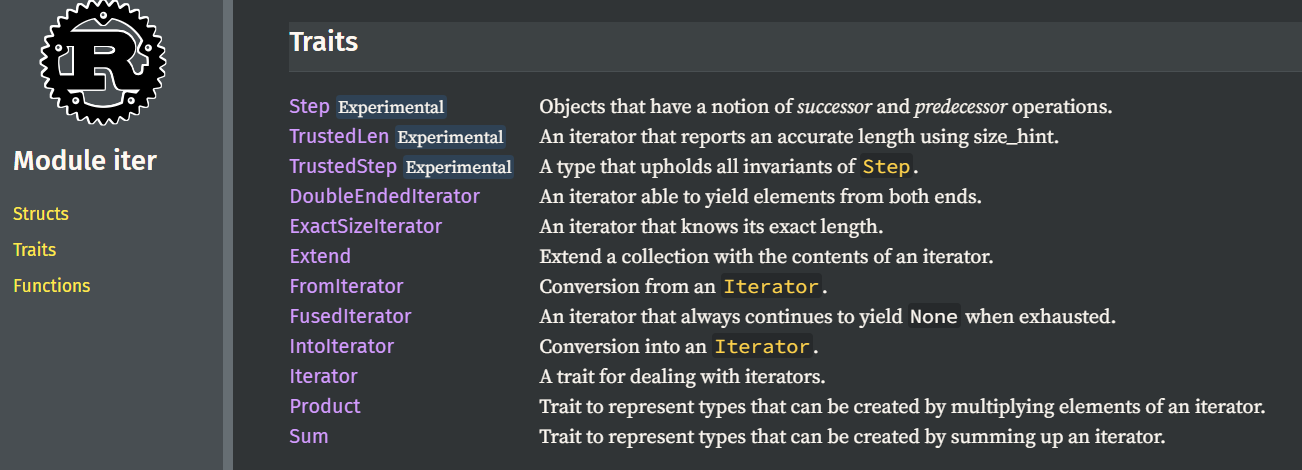 R
Module iter
Structs
Traits
Functions
Traits
Step Experimental Objects that have a notion of successor and predecessor operations.
TrustedLen Experimental An iterator that reports an accurate length using size_hint.
TrustedStep Experimental A type that upholds all invariants of Step.
DoubleEndedIterator An iterator able to yield elements from both ends.
ExactSizeIterator An iterator that knows its exact length.
Extend Extend a collection with the contents of an iterator.
FromIterator Conversion from an Iterator.
FusedIterator An iterator that always continues to yield None when exhausted.
IntoIterator Conversion into an Iterator.
Iterator A trait for dealing with iterators.
Product Trait to represent types that can be created by multiplying elements of an iterator.
Sum Trait to represent types that can be created by summing up an iterator.